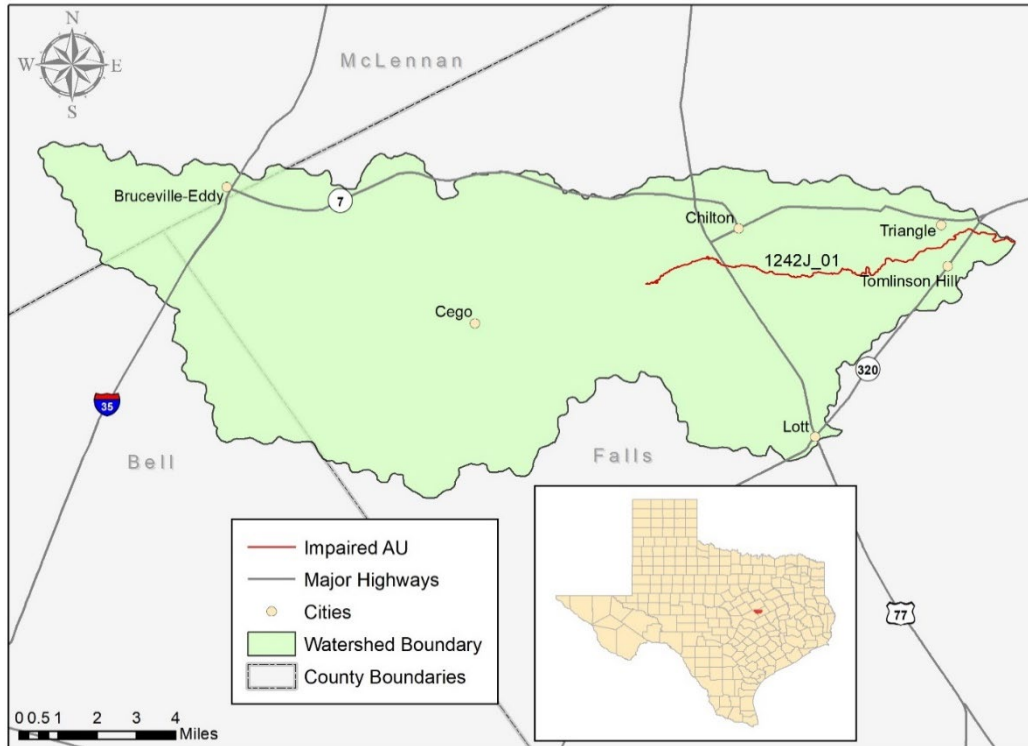 N
W E
S
McLennan
Bruceville-Eddy
7
Chilton
Triangle
1242J_01
Tomlinson Hill
Cego
320
35
Lott
Bell
Falls
Impaired AU
Major Highways
Cities
Watershed Boundary
County Boundaries
77
0 0.5 1 2 3 4
Miles